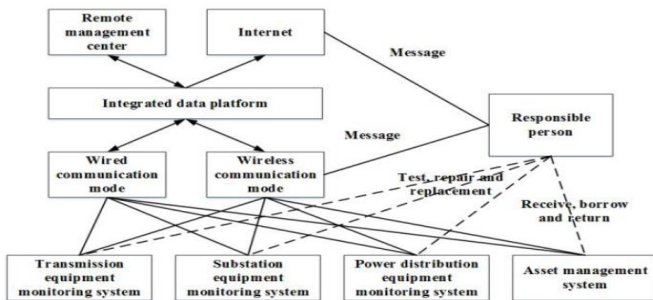 Remote
management
center
Internet
Message
Integrated data platform
Responsible
person
Message
Wired
communication
mode
Wireless
communication
mode
Test, repair and
replacement
Receive, borrow
and return
Transmission
equipment
monitoring system
Substation
equipment
monitoring system
Power distribution
equipment
monitoring system
Asset management
system